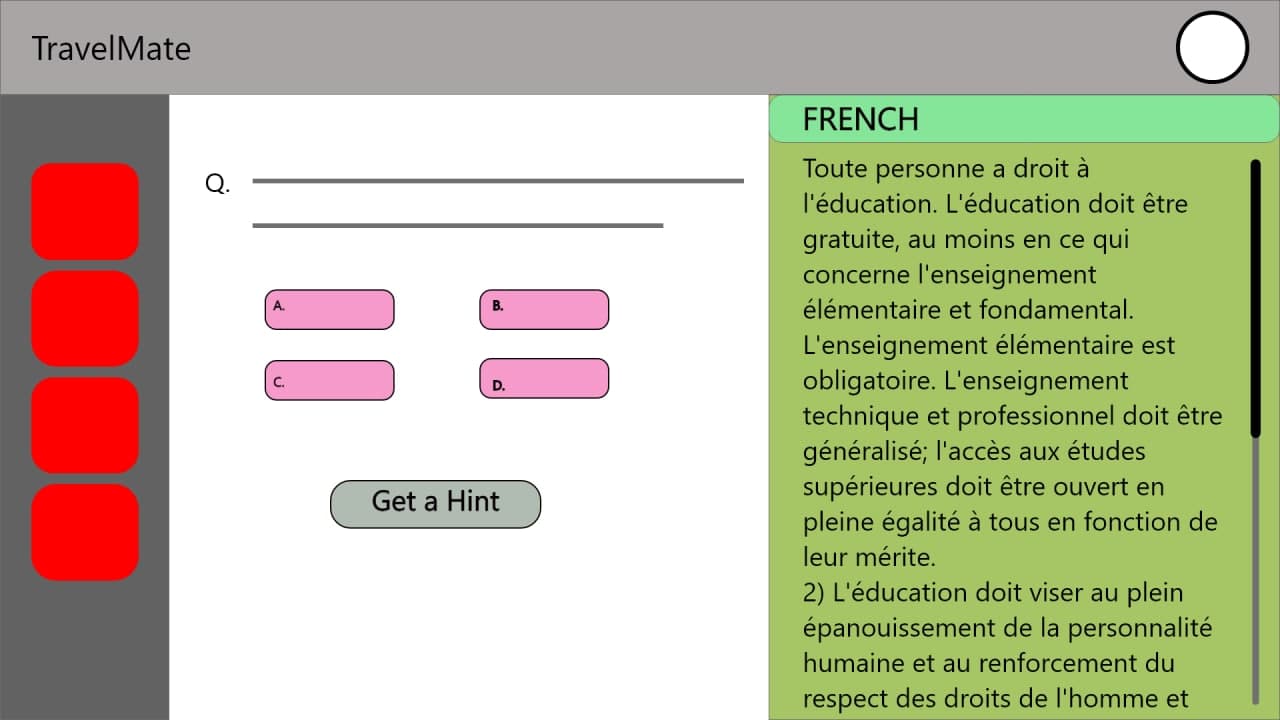 TravelMate
Q.
A.
B.
C.
D.
Get a Hint
FRENCH
Toute personne a droit à
l'éducation. L'éducation doit être
gratuite, au moins en ce qui
concerne l'enseignement
élémentaire et fondamental.
L'enseignement élémentaire est
obligatoire. L'enseignement
technique et professionnel doit être
généralisé; l'accès aux études
supérieures doit être ouvert en
pleine égalité à tous en fonction de
leur mérite.
2) L'éducation doit viser au plein
épanouissement de la personnalité
humaine et au renforcement du
respect des droits de l'homme et